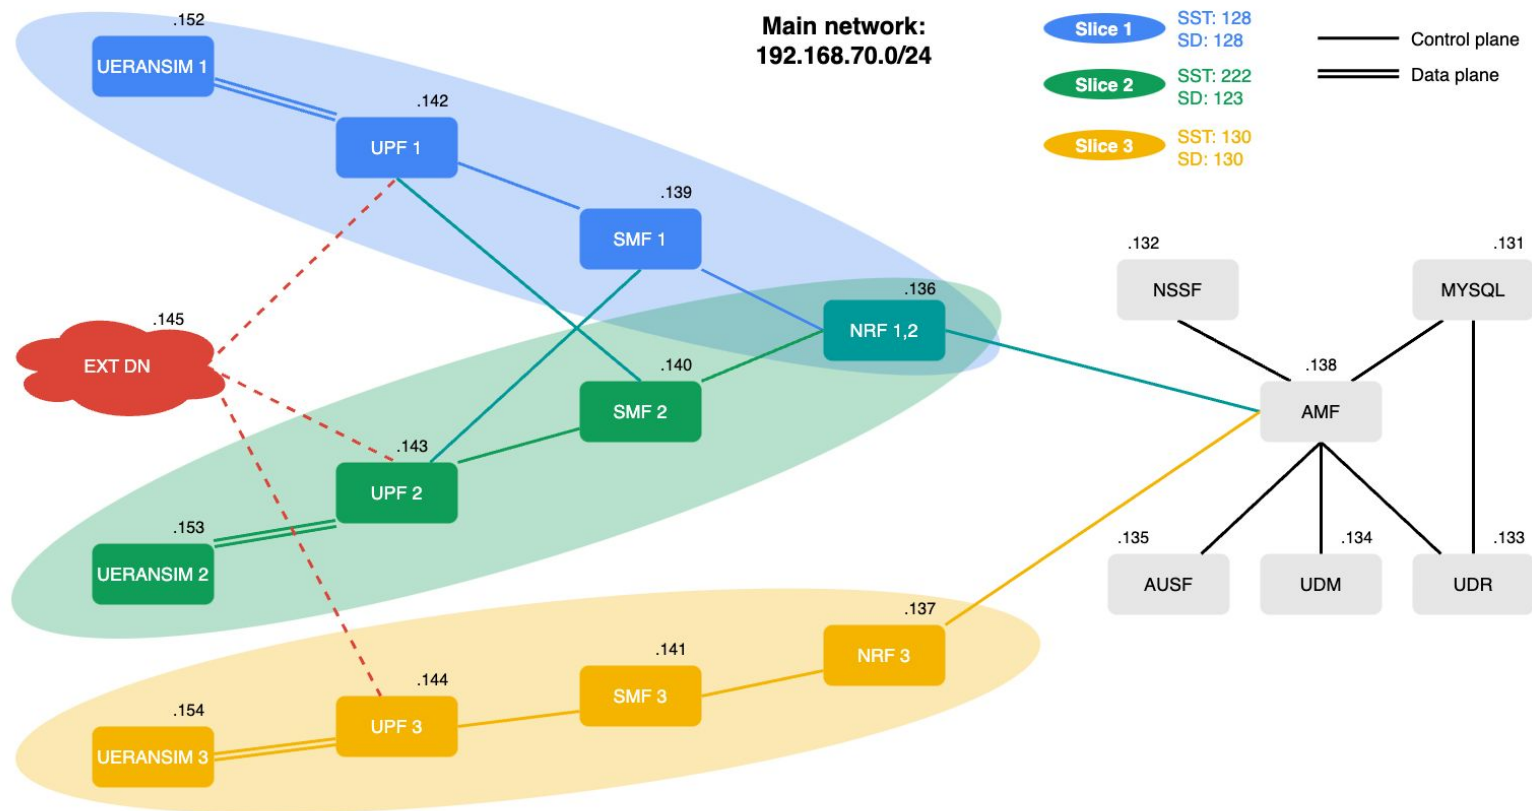 .152
UERANSIM 1
.142
UPF 1
.139
SMF 1
Main network:
192.168.70.0/24
Slice 1
SST: 128
SD: 128
Slice 2
SST: 222
SD: 123
Slice 3
SST: 130
SD: 130
Control plane
Data plane
.136
NRF 1,2
.132
NSSF
.131
MYSQL
.145
EXT DN
.140
SMF 2
.138
AMF
.143
UPF 2
.153
UERANSIM 2
.135
AUSF
.134
UDM
.133
UDR
.137
NRF 3
.141
SMF 3
.144
UPF 3
.154
UERANSIM 3